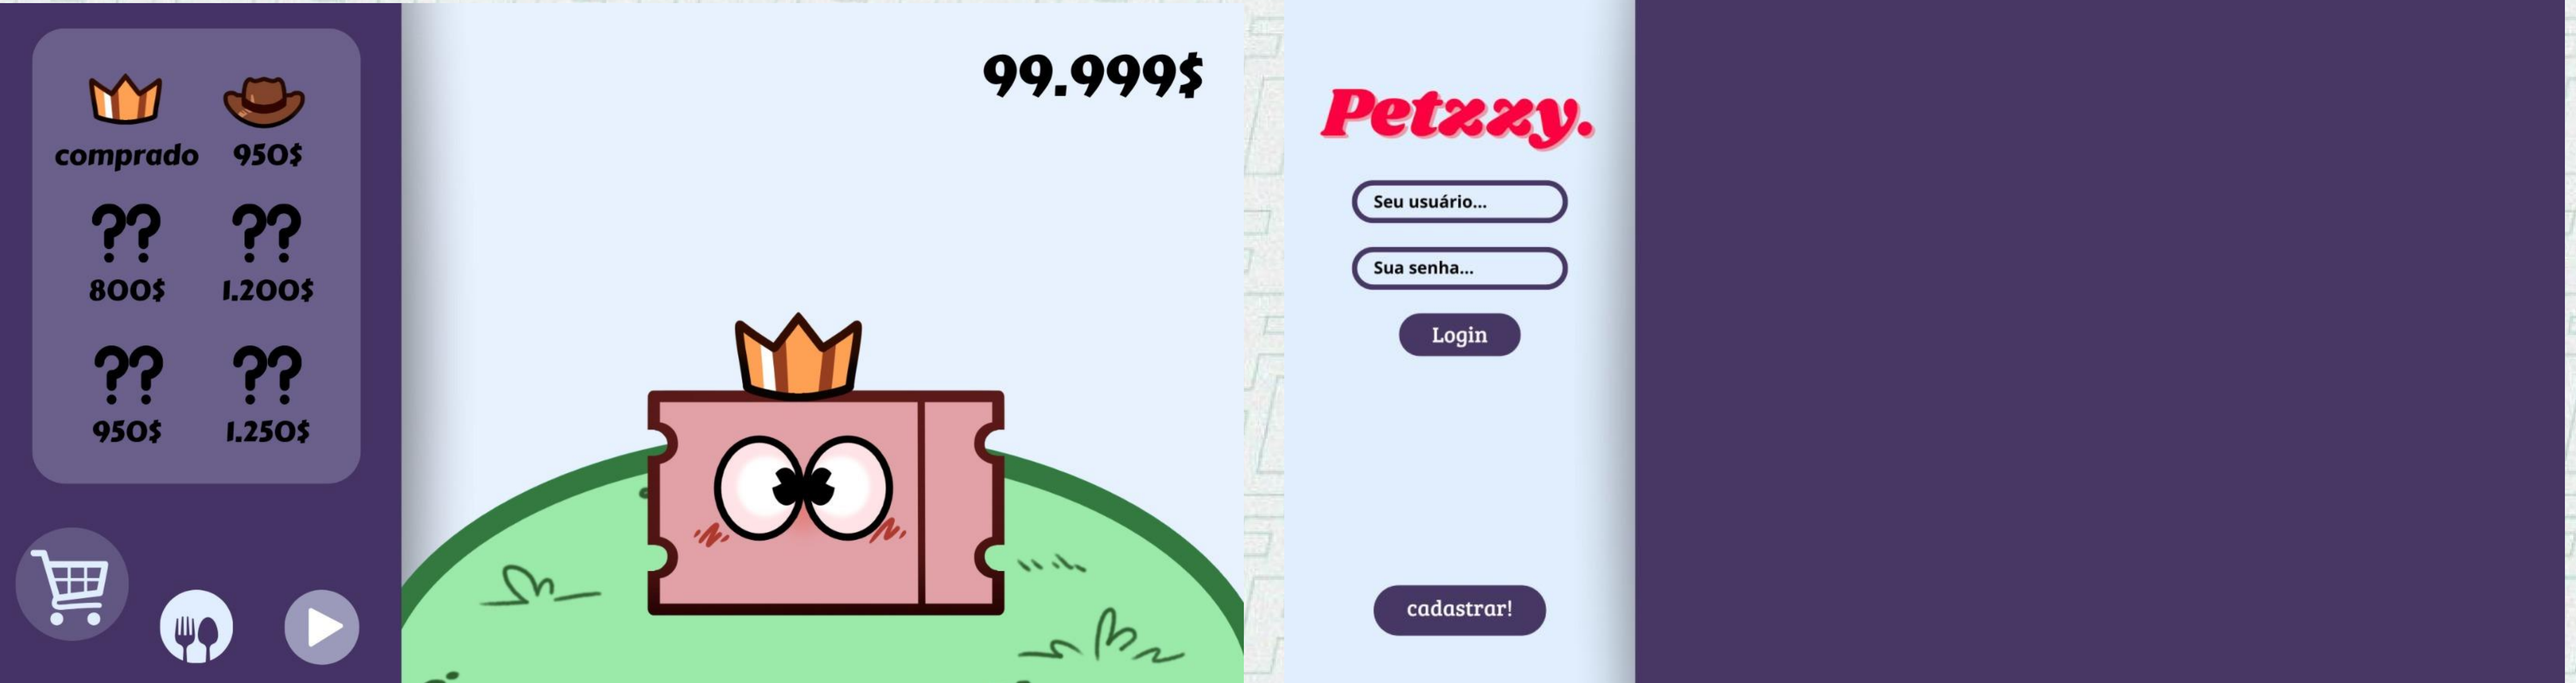 99.999$
comprado 950$
?? ??
800$ 1.200$
?? ??
950$ 1.250$
Petzzy.
Seu usuário...
Sua senha...
Login
cadastrar!